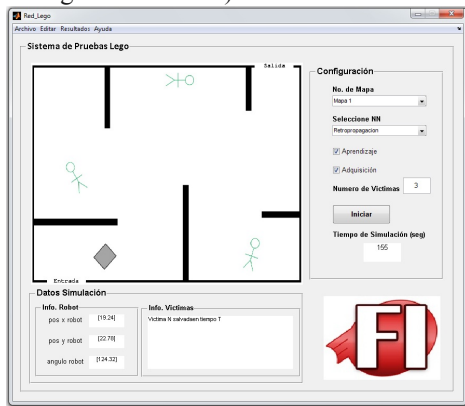 Red_Lego
Archivo Editar Resultados Ayuda
Sistema de Pruebas Lego
Salida
Entrada
Configuración
No. de Mapa
Mapa 1
Seleccione NN
Retropropagacion
Aprendizaje
Adquisición
Numero de Victimas 3
Iniciar
Tiempo de Simulación (seg)
155
Datos Simulación
Info. Robot
pos x robot [19.24]
pos y robot [22.78]
angulo robot [124.32]
Info. Victimas
Victima N salvadaen tiempo T
FI